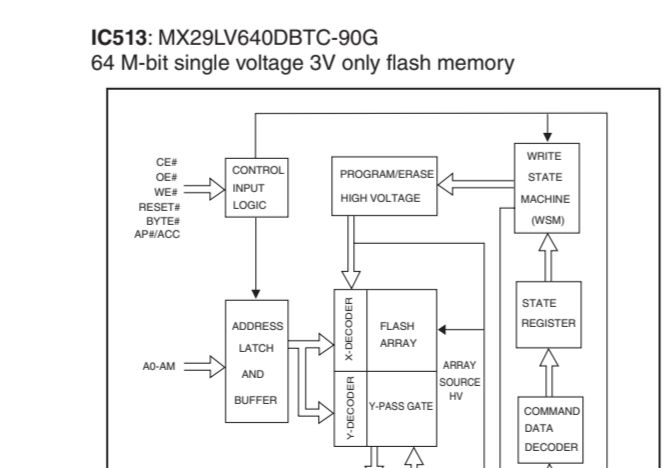 IC513: MX29LV640DBTC-90G
64 M-bit single voltage 3V only flash memory
CE#
OE#
WE#
RESET#
BYTE#
AP#/ACC
CONTROL
INPUT
LOGIC
PROGRAM/ERASE
HIGH VOLTAGE
WRITE
STATE
MACHINE
(WSM)
STATE
REGISTER
A0-AM
ADDRESS
LATCH
AND
BUFFER
X-DECODER
FLASH
ARRAY
ARRAY
SOURCE
HV
Y-DECODER
Y-PASS GATE
COMMAND
DATA
DECODER